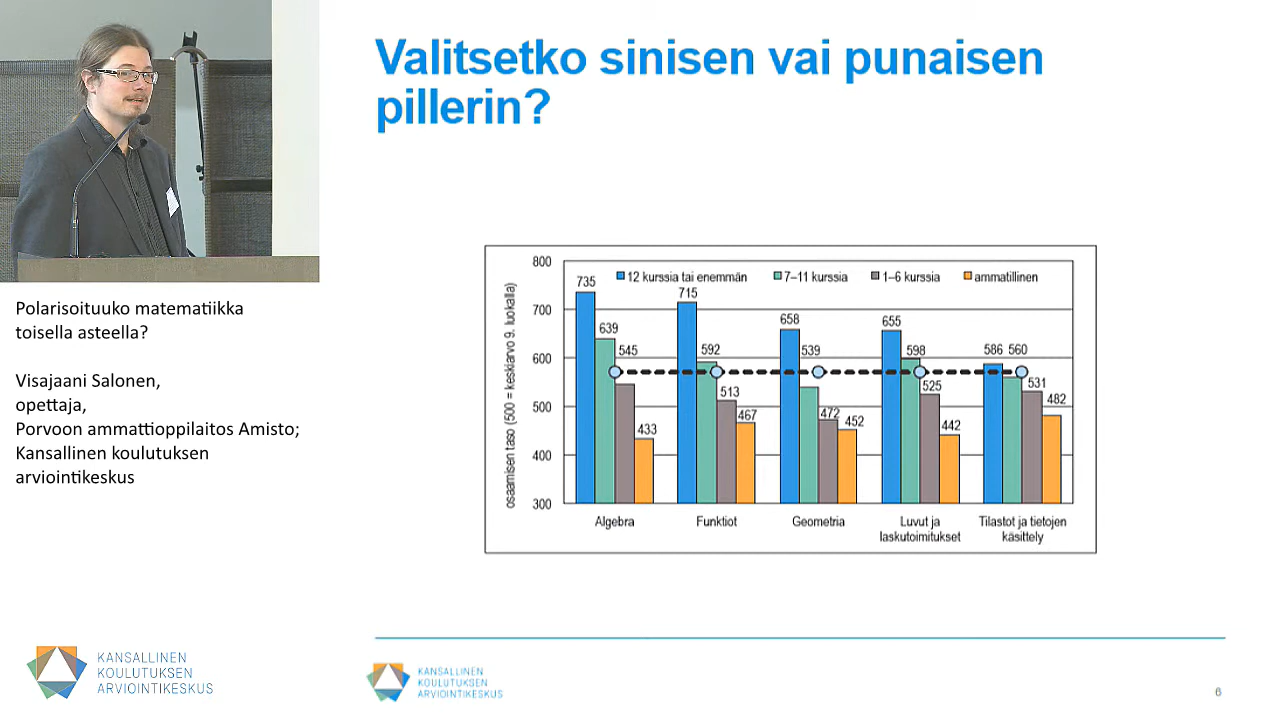 Valitsetko sinisen vai punaisen
pillerin?
Polarisoituuko matematiikka
toisella asteella?
Visajaani Salonen,
opettaja,
Porvoon ammattioppilaitos Amisto;
Kansallinen koulutuksen
arviointikeskus
osaamisen taso (500 = keskiarvo 9. luokalla)
800
700
600
500
400
300
12 kurssia tai enemmän
7–11 kurssia
1–6 kurssia
ammatillinen
735
639
545
433
715
592
513
467
658
539
472
452
655
598
525
442
586
560
531
482
Algebra
Funktiot
Geometria
Luvut ja
laskutoimitukset
Tilastot ja tietojen
käsittely
KANSALLINEN
KOULUTUKSEN
ARVIOINTIKESKUS
KANSALLINEN
KOULUTUKSEN
ARVIOINTIKESKUS
6